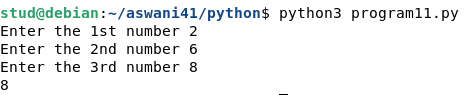 stud@debian:~/aswani41/python$ python3 program11.py
Enter the 1st number 2
Enter the 2nd number 6
Enter the 3rd number 8
8